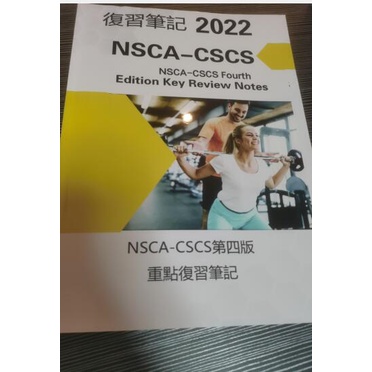 復習筆記 2022
NSCA-CSCS
NSCA-CSCS Fourth
Edition Key Review Notes
NSCA-CSCS第四版
重點復習筆記